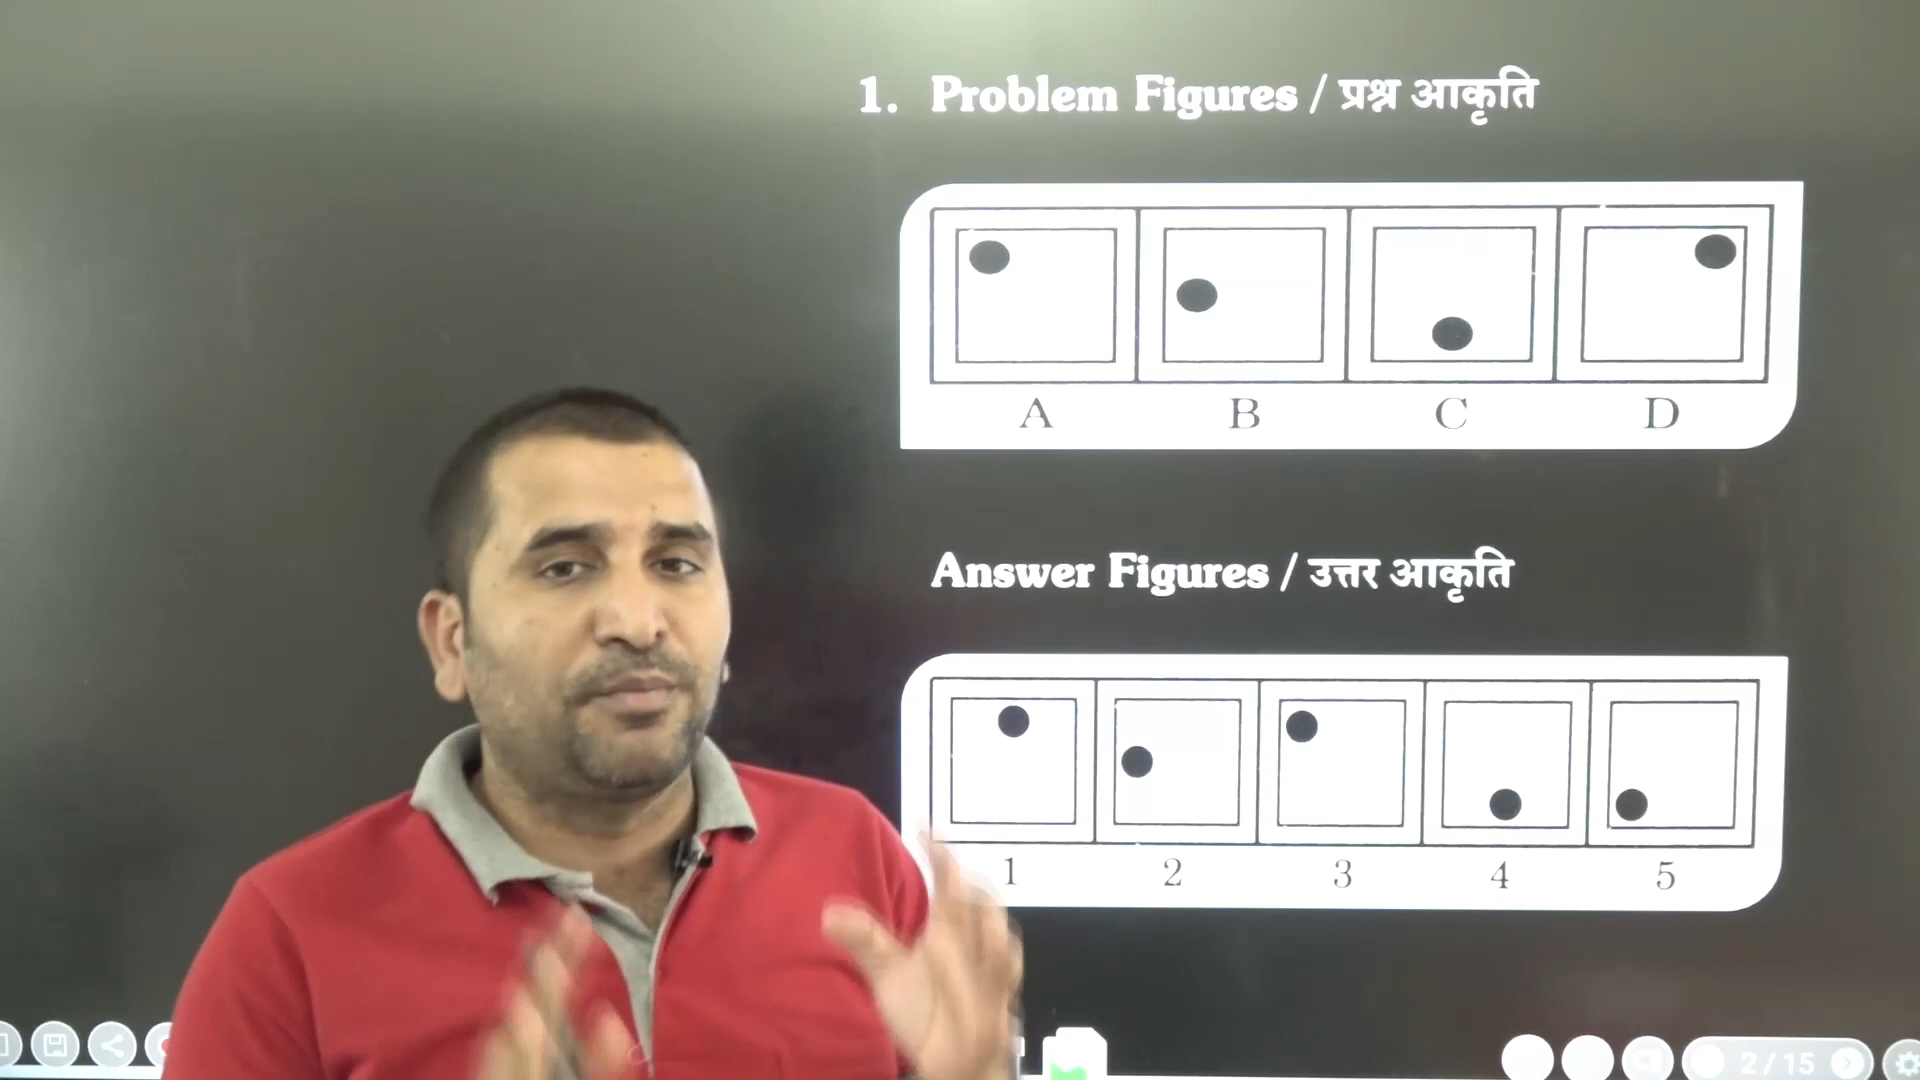 1. Problem Figures / प्रश्न आकृति
A B C D
Answer Figures / उत्तर आकृति
1 2 3 4 5
2 / 15